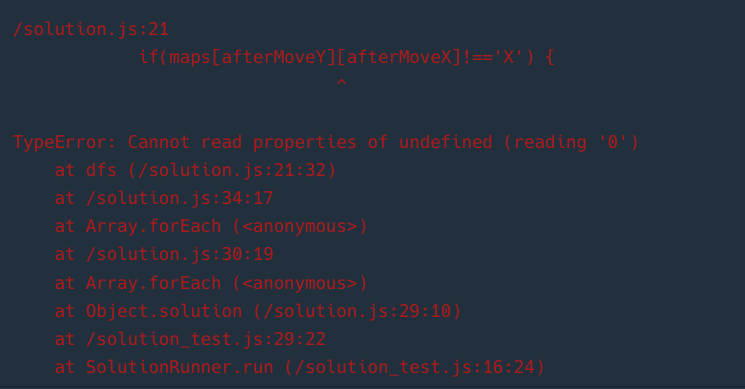 /solution.js:21
            if(maps[afterMoveY][afterMoveX]!=='X') {
                               ^
TypeError: Cannot read properties of undefined (reading '0')
    at dfs (/solution.js:21:32)
    at /solution.js:34:17
    at Array.forEach (<anonymous>)
    at /solution.js:30:19
    at Array.forEach (<anonymous>)
    at Object.solution (/solution.js:29:10)
    at /solution_test.js:29:22
    at SolutionRunner.run (/solution_test.js:16:24)